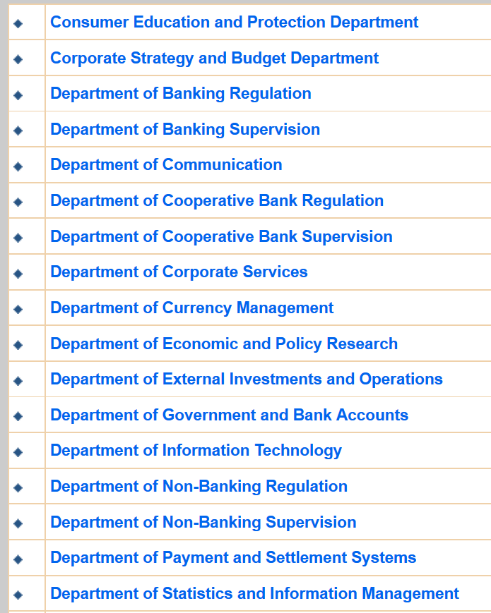 Consumer Education and Protection Department
Corporate Strategy and Budget Department
Department of Banking Regulation
Department of Banking Supervision
Department of Communication
Department of Cooperative Bank Regulation
Department of Cooperative Bank Supervision
Department of Corporate Services
Department of Currency Management
Department of Economic and Policy Research
Department of External Investments and Operations
Department of Government and Bank Accounts
Department of Information Technology
Department of Non-Banking Regulation
Department of Non-Banking Supervision
Department of Payment and Settlement Systems
Department of Statistics and Information Management